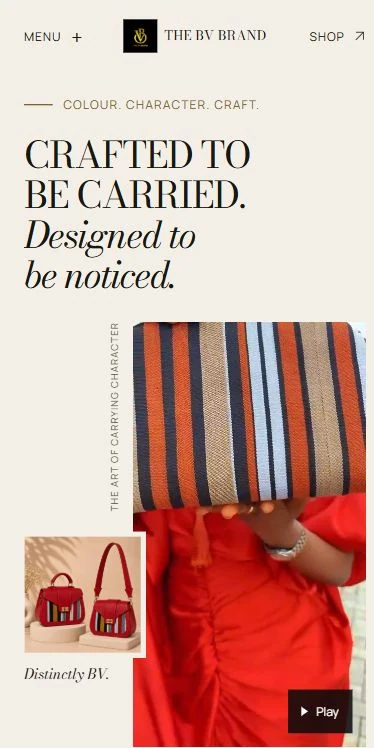 MENU +
THE BV BRAND
SHOP
COLOUR. CHARACTER. CRAFT.
CRAFTED TO
BE CARRIED.
Designed to
be noticed.
THE ART OF CARRYING CHARACTER
Distinctly BV.
Play